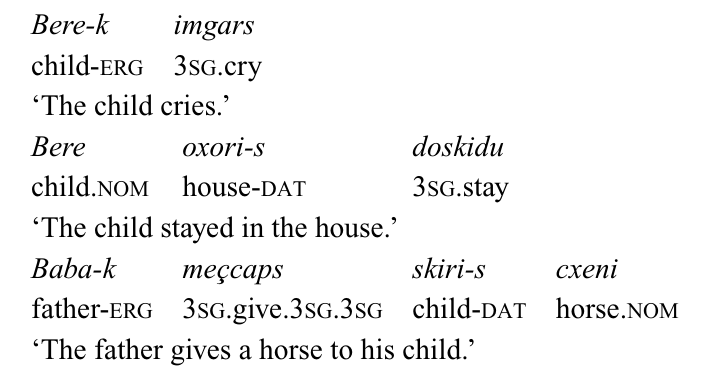 Bere-k imgars
child-ERG 3SG.cry
‘The child cries.’
Bere oxori-s doskidu
child.NOM house-DAT 3SG.stay
‘The child stayed in the house.’
Baba-k meçcaps skiri-s cxeni
father-ERG 3SG.give.3SG.3SG child-DAT horse.NOM
‘The father gives a horse to his child.’